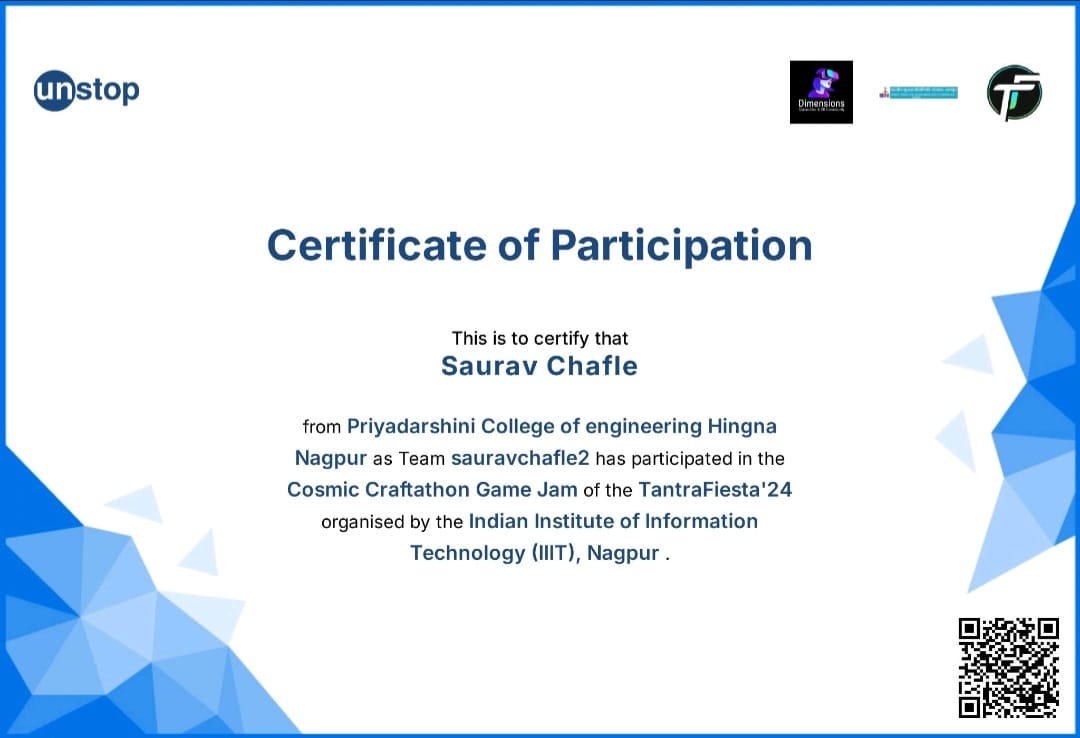 unstop
Dimensions
TF
Certificate of Participation
This is to certify that
Saurav Chafle
from Priyadarshini College of engineering Hingna
Nagpur as Team sauravchafle2 has participated in the
Cosmic Craftathon Game Jam of the TantraFiesta'24
organised by the Indian Institute of Information
Technology (IIIT), Nagpur .